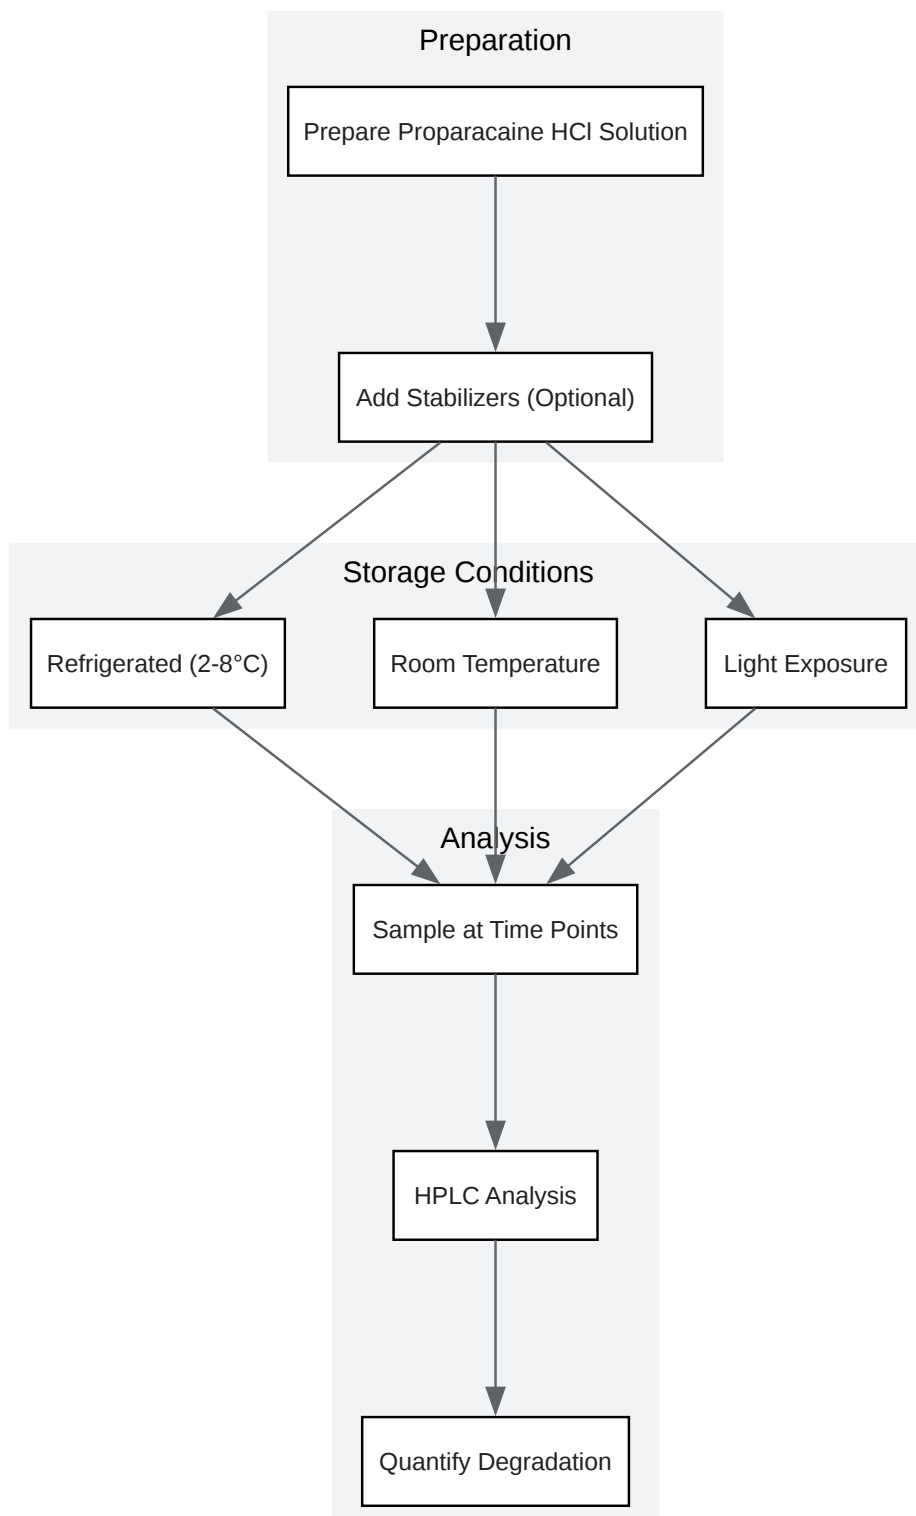 Preparation
Prepare Proparacaine HCl Solution
Add Stabilizers (Optional)
Storage Conditions
Refrigerated (2-8°C)
Room Temperature
Light Exposure
Analysis
Sample at Time Points
HPLC Analysis
Quantify Degradation